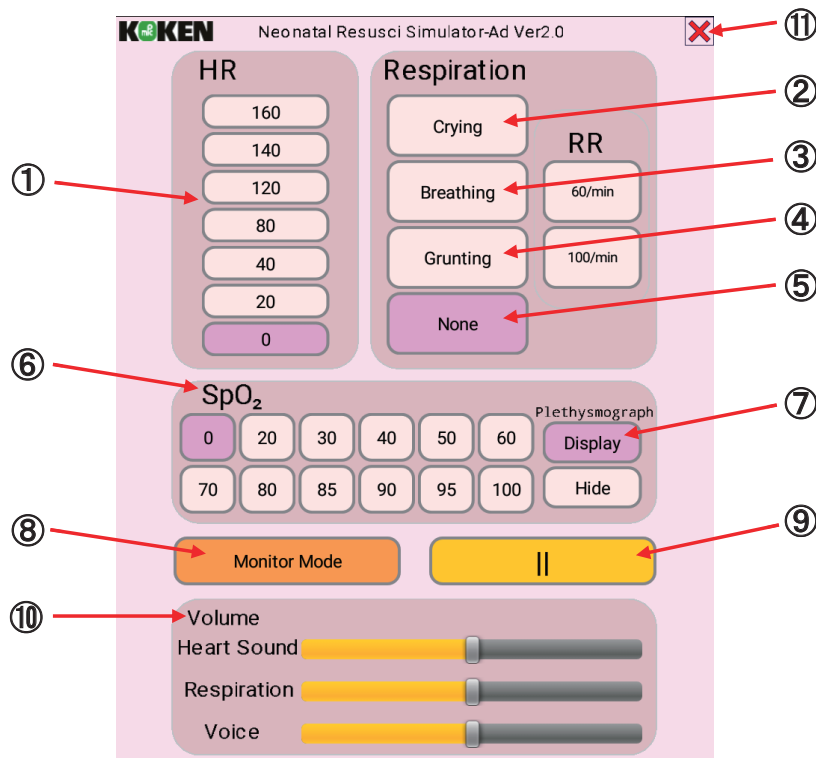 KOKEN Neonatal Resusci Simulator-Ad Ver2.0
⑪
HR
160
140
120
80
40
20
0
①
Respiration
Crying
Breathing
Grunting
None
RR
60/min
100/min
②
③
④
⑤
⑥
SpO₂
0 20 30 40 50 60
70 80 85 90 95 100
Plethysmograph
Display
Hide
⑦
⑧
Monitor Mode
||
⑨
⑩
Volume
Heart Sound
Respiration
Voice